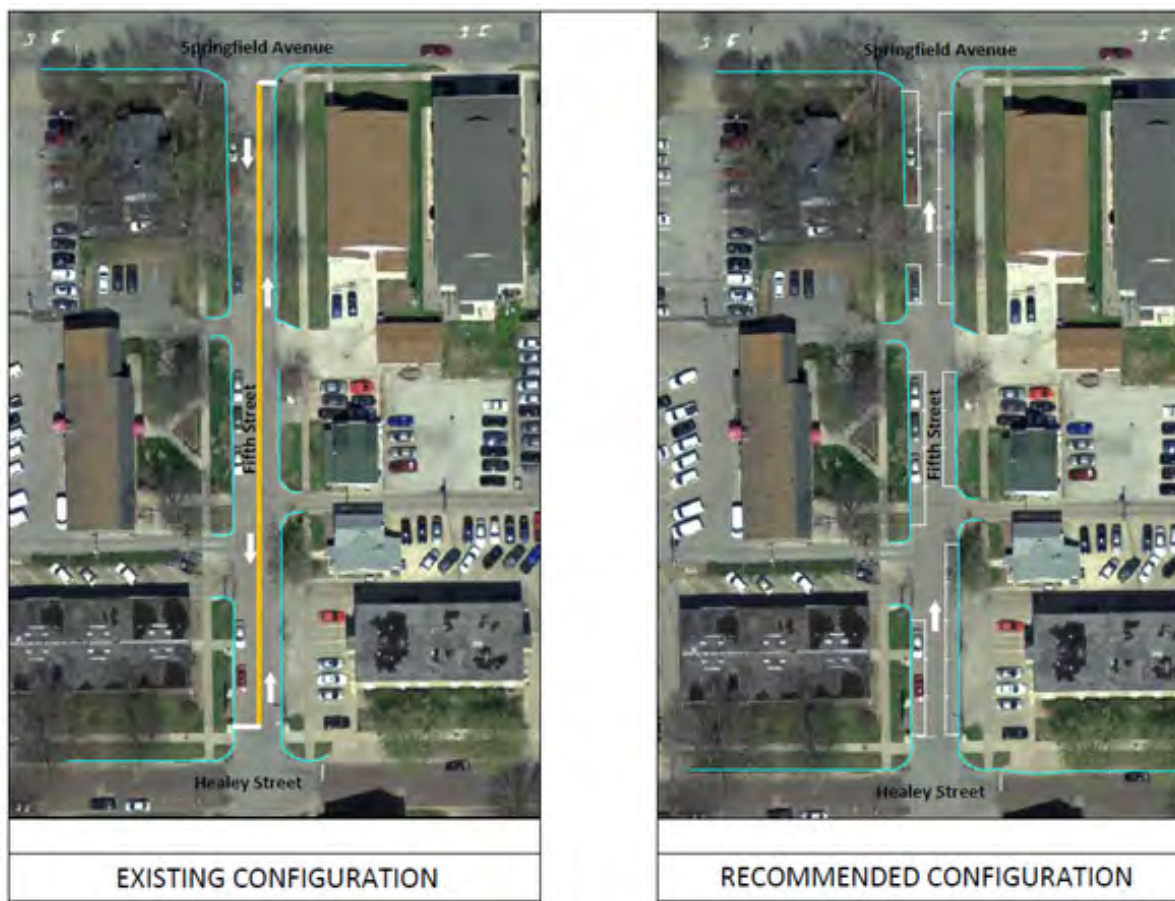 Springfield Avenue
Fifth Street
Healey Street
EXISTING CONFIGURATION
Springfield Avenue
Fifth Street
Healey Street
RECOMMENDED CONFIGURATION